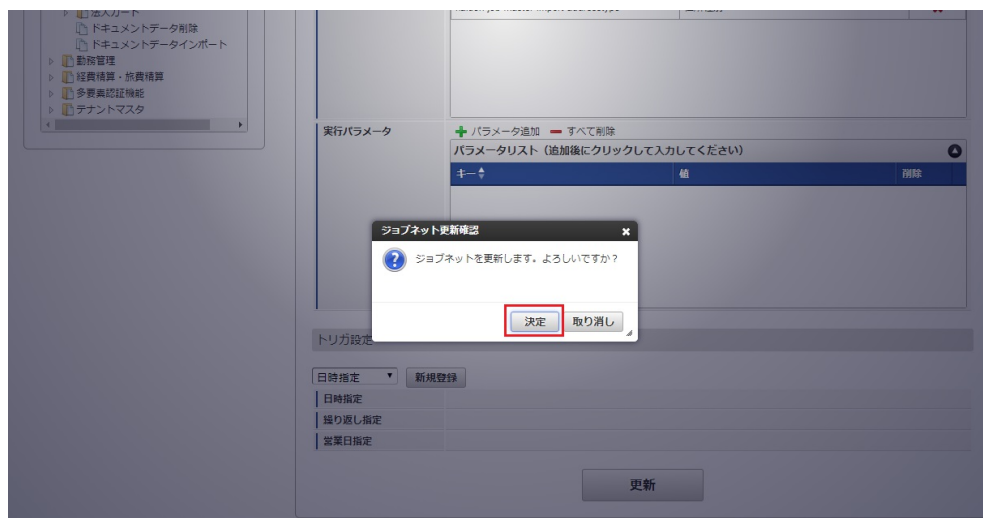 法人カード
ドキュメントデータ削除
ドキュメントデータインポート
勤務管理
経費精算・旅費精算
多要素認証機能
テナントマスタ
実行パラメータ
パラメータ追加 すべて削除
パラメータリスト（追加後にクリックして入力してください）
キー 値 削除
ジョブネット更新確認
ジョブネットを更新します。よろしいですか？
決定 取り消し
トリガ設定
日時指定 新規登録
日時指定
繰り返し指定
営業日指定
更新